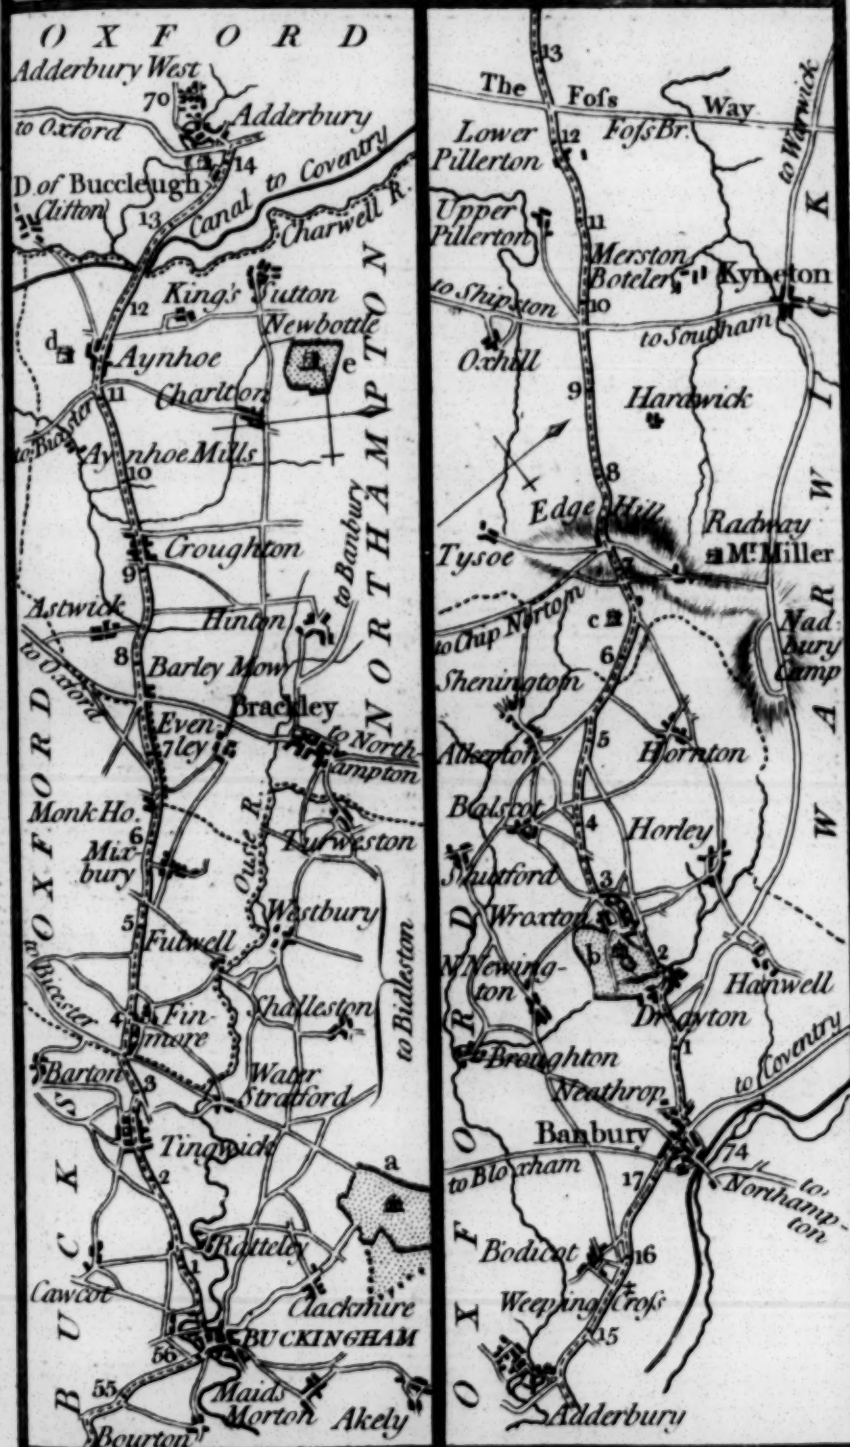 OXFORD
Adderbury West
70
Adderbury
to Oxford
14
D. of Buccleugh
Clifton
Canal to Coventry
13
Charwell R.
12
King's Sutton
Newbottle
d
Aynhoe
e
11
Charlton
to Bicester
Aynhoe Mills
10
NORTHAMPTON
to Banbury
Croughton
9
Astwick
Hinton
8
Barley Mow
to Oxford
Brackley
Even-
ley
7
to North-
ampton
OXFORD
Monk Ho.
6
Ouse R.
Turweston
Mix-
bury
Westbury
5
Fulwell
to Bicester
Shalleston
to Bidleston
4
Fin-
more
Barton
3
Water
Stratford
Tingwick
a
2
BUCKS
Ratteley
1
Cawcot
Clackmire
BUCKINGHAM
56
55
Maids
Morton
Akely
Bourton
13
The Foſs Way
Foſs Br.
12
Lower
Pillerton
to Warwick
Upper
Pillerton
11
Merston
Boteler
Kyneton
to Shipston
10
to Southam
Oxhill
9
Hardwick
8
Edge Hill
Radway
Tysoe
7
Mr. Miller
WARWICK
to Chip Norton
c
Nad-
bury
Camp
6
Shenington
5
Alkerton
Hornton
Balscot
4
Horley
Shutford
3
Wroxton
b
2
N. Newing-
ton
Hanwell
Drayton
1
Broughton
to Coventry
Neathrop
Banbury
74
to Bloxham
17
to
Northamp-
ton
OXFORD
Bodicot
16
Weeping Croſs
15
Adderbury